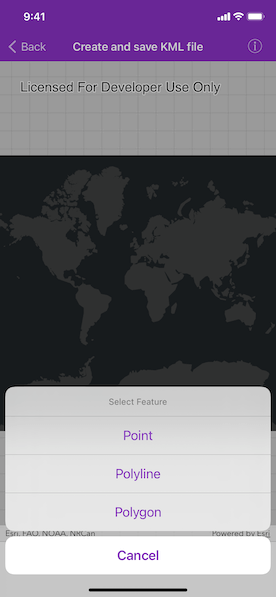 9:41
Back Create and save KML file
Licensed For Developer Use Only
Select Feature
Point
Polyline
Polygon
Esri, FAO, NOAA, NRCan Powered by Esri
Cancel